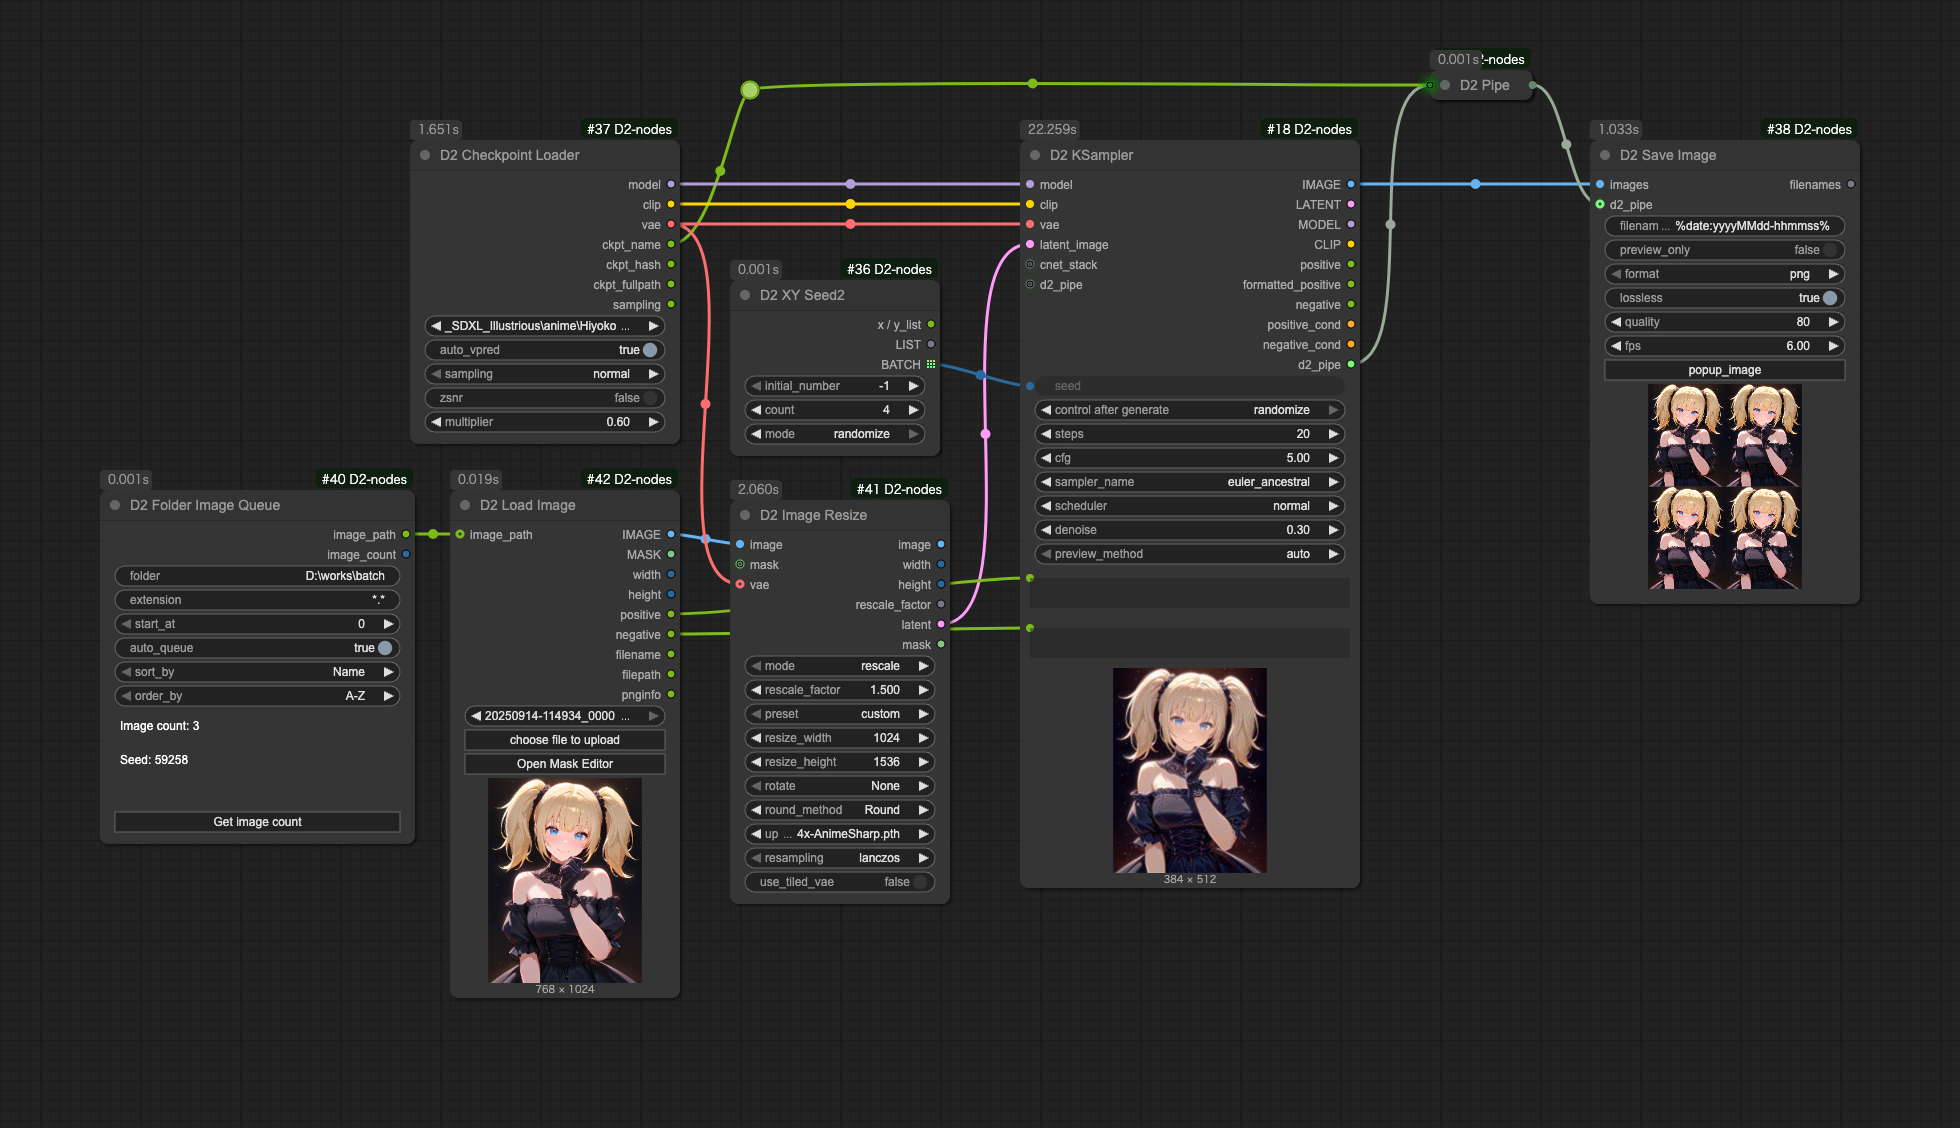 0.001s
2-nodes
D2 Pipe
1.651s
#37 D2-nodes
D2 Checkpoint Loader
model
clip
vae
ckpt_name
ckpt_hash
ckpt_fullpath
sampling
_SDXL_Illustrious\anime\Hiyoko ...
auto_vpred true
sampling normal
zsnr false
multiplier 0.60
0.001s
#36 D2-nodes
D2 XY Seed2
x / y_list
LIST
BATCH
initial_number -1
count 4
mode randomize
22.259s
#18 D2-nodes
D2 KSampler
model IMAGE
clip LATENT
vae MODEL
latent_image CLIP
cnet_stack positive
d2_pipe formatted_positive
negative
positive_cond
negative_cond
d2_pipe
seed
control after generate randomize
steps 20
cfg 5.00
sampler_name euler_ancestral
scheduler normal
denoise 0.30
preview_method auto
384 × 512
1.033s
#38 D2-nodes
D2 Save Image
images filenames
d2_pipe
filenam ... %date:yyyyMMdd-hhmmss%
preview_only false
format png
lossless true
quality 80
fps 6.00
popup_image
0.001s
#40 D2-nodes
D2 Folder Image Queue
image_path
image_count
folder D:\works\batch
extension *.*
start_at 0
auto_queue true
sort_by Name
order_by A-Z
Image count: 3
Seed: 59258
Get image count
0.019s
#42 D2-nodes
D2 Load Image
image_path IMAGE
MASK
width
height
positive
negative
filename
filepath
pnginfo
20250914-114934_0000 ...
choose file to upload
Open Mask Editor
768 × 1024
2.060s
#41 D2-nodes
D2 Image Resize
image image
mask width
vae height
rescale_factor
latent
mask
mode rescale
rescale_factor 1.500
preset custom
resize_width 1024
resize_height 1536
rotate None
round_method Round
up ... 4x-AnimeSharp.pth
resampling lanczos
use_tiled_vae false